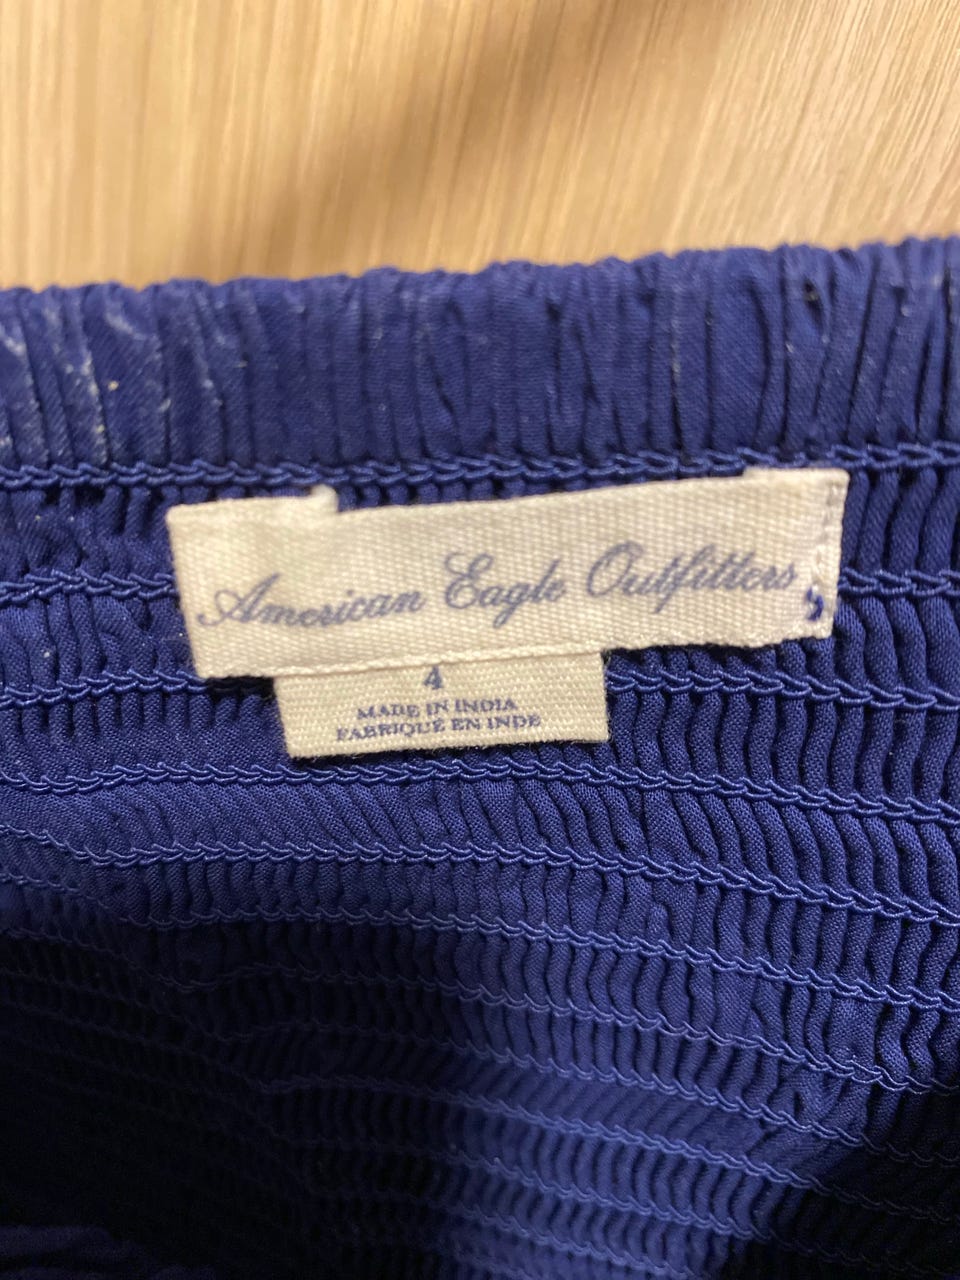 American Eagle Outfitters
4
MADE IN INDIA
FABRIQUÉ EN INDE